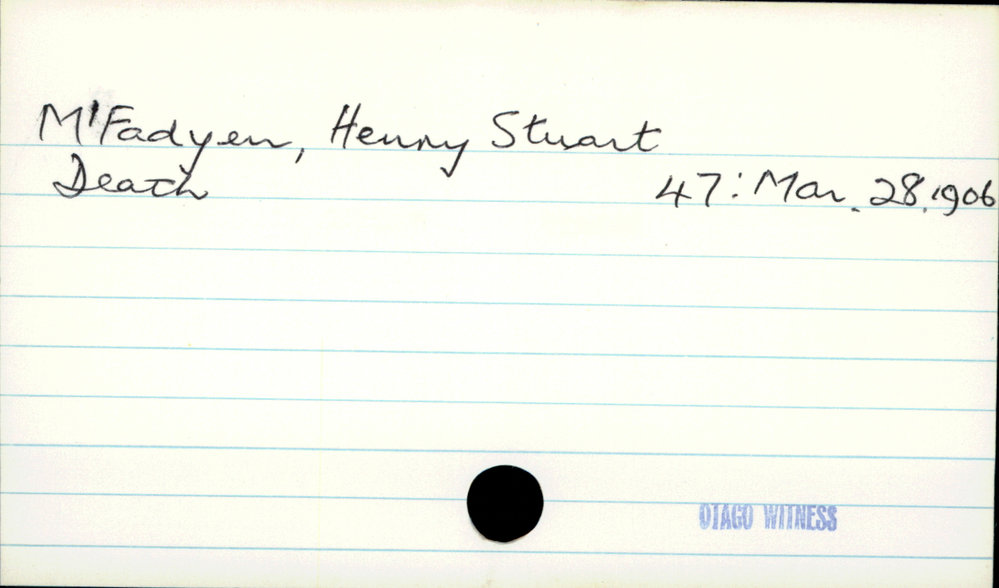 M'Fadyen, Henry Stuart
Death 47: Mar. 28. 1906
OTAGO WITNESS